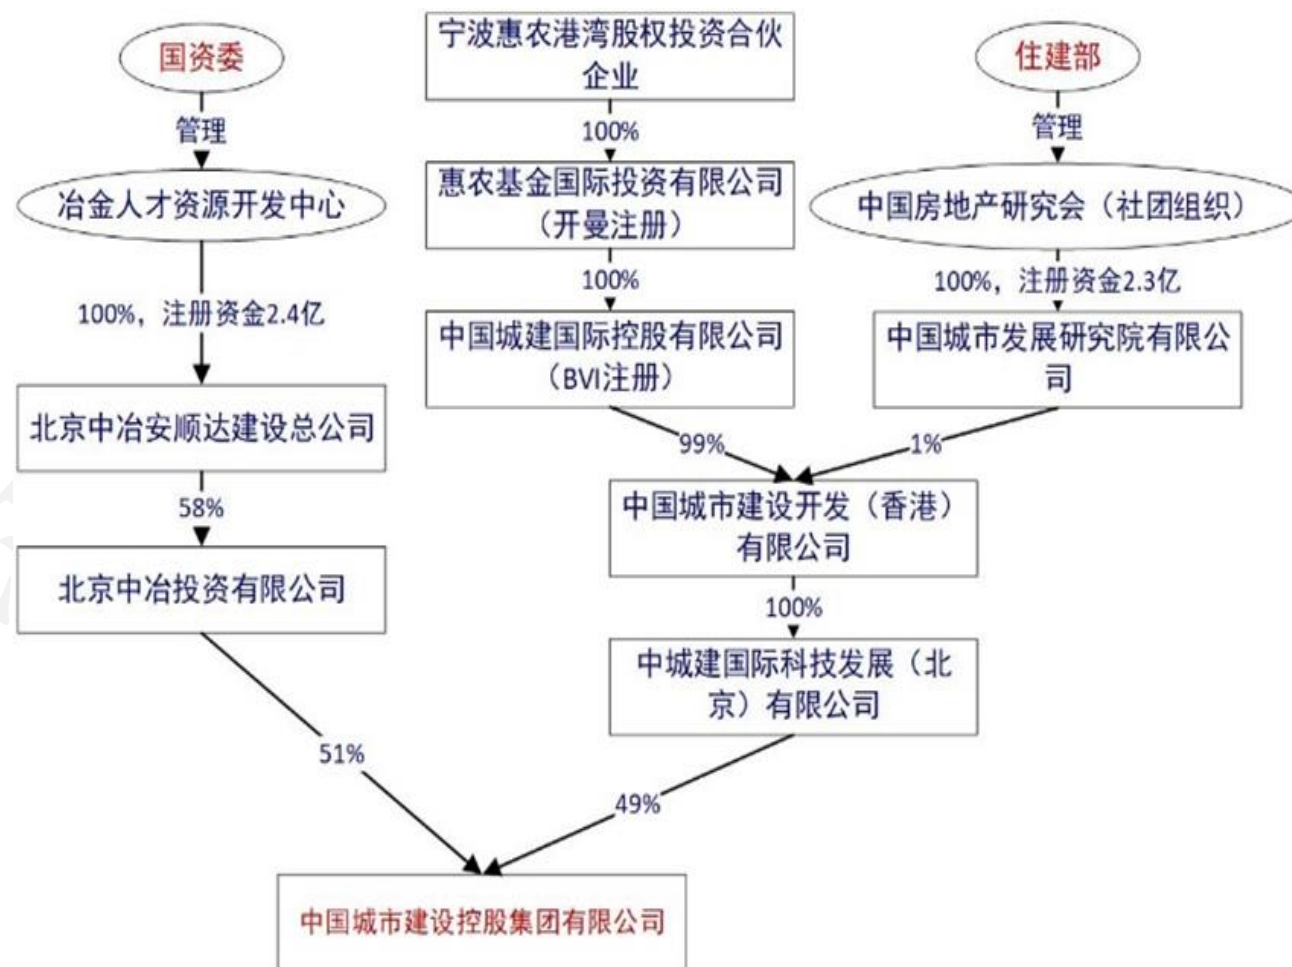 国资委
宁波惠农港湾股权投资合伙
企业
住建部
管理
100%
管理
冶金人才资源开发中心
惠农基金国际投资有限公司
（开曼注册）
中国房地产研究会（社团组织）
100%，注册资金2.4亿
100%
100%，注册资金2.3亿
中国城建国际控股有限公司
（BVI注册）
中国城市发展研究院有限公
司
北京中冶安顺达建设总公司
99%
1%
58%
中国城市建设开发（香港）
有限公司
北京中冶投资有限公司
100%
中城建国际科技发展（北
京）有限公司
51%
49%
中国城市建设控股集团有限公司